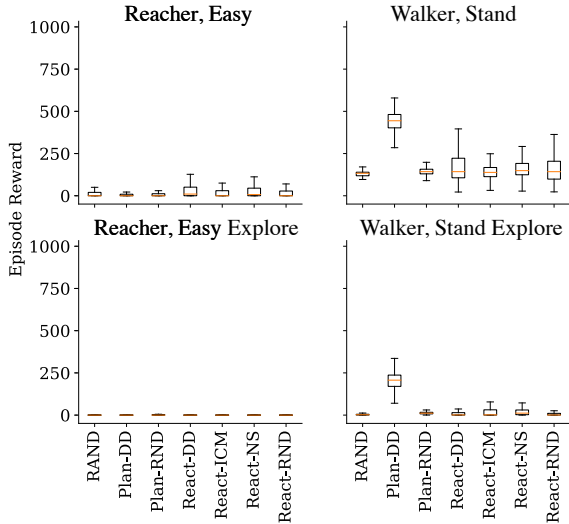 Reacher, Easy
Walker, Stand
1000
750
500
250
0
Episode Reward
Reacher, Easy Explore
Walker, Stand Explore
1000
750
500
250
0
RAND
Plan-DD
Plan-RND
React-DD
React-ICM
React-NS
React-RND
RAND
Plan-DD
Plan-RND
React-DD
React-ICM
React-NS
React-RND